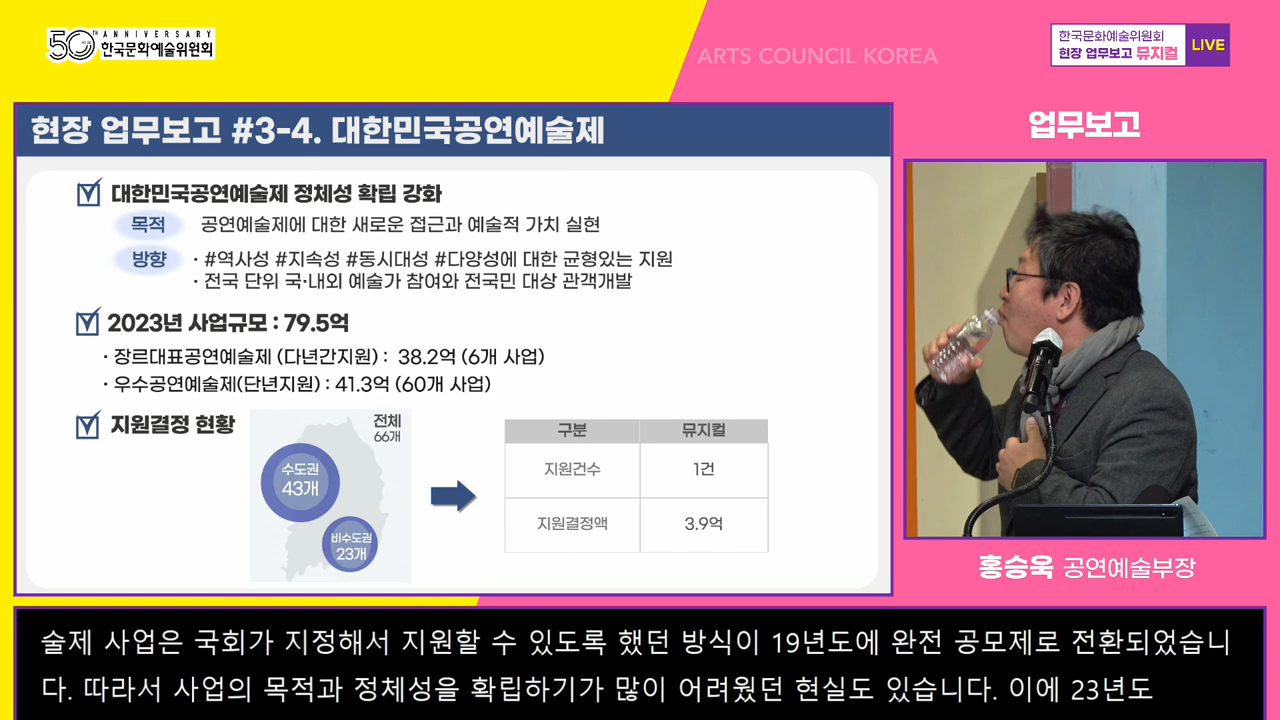 50TH ANNIVERSARY
한국문화예술위원회
ARTS COUNCIL KOREA
한국문화예술위원회
현장 업무보고 뮤지컬
LIVE
현장 업무보고 #3-4. 대한민국공연예술제
업무보고
대한민국공연예술제 정체성 확립 강화
목적 공연예술제에 대한 새로운 접근과 예술적 가치 실현
방향 · #역사성 #지속성 #동시대성 #다양성에 대한 균형있는 지원
· 전국 단위 국·내외 예술가 참여와 전국민 대상 관객개발
2023년 사업규모 : 79.5억
· 장르대표공연예술제 (다년간지원) : 38.2억 (6개 사업)
· 우수공연예술제(단년지원) : 41.3억 (60개 사업)
지원결정 현황
전체
66개
수도권
43개
비수도권
23개
구분 뮤지컬
지원건수 1건
지원결정액 3.9억
홍승욱 공연예술부장
술제 사업은 국회가 지정해서 지원할 수 있도록 했던 방식이 19년도에 완전 공모제로 전환되었습니
다. 따라서 사업의 목적과 정체성을 확립하기가 많이 어려웠던 현실도 있습니다. 이에 23년도